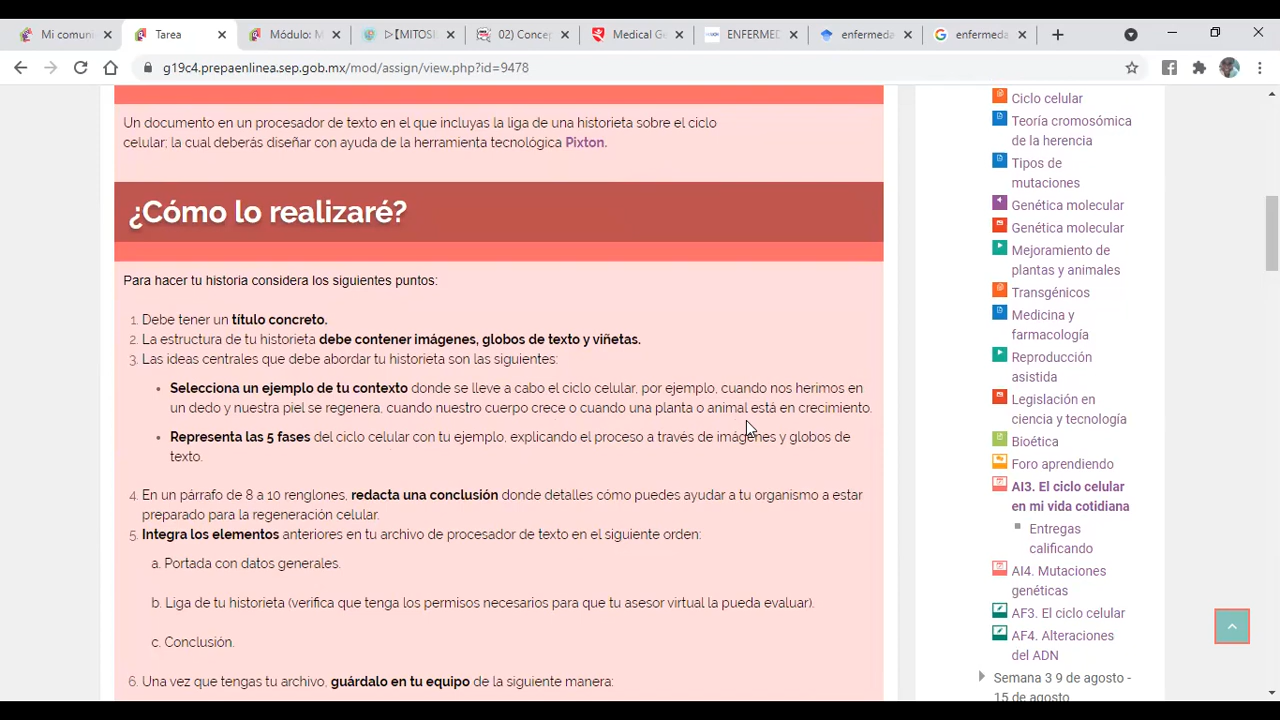 Mi comun
Tarea
Módulo: M
▷【MITOSI
02) Concep
Medical Ge
ENFERMED
enfermeda
enfermeda
g19c4.prepaenlinea.sep.gob.mx/mod/assign/view.php?id=9478
Un documento en un procesador de texto en el que incluyas la liga de una historieta sobre el ciclo
celular; la cual deberás diseñar con ayuda de la herramienta tecnológica Pixton.
¿Cómo lo realizaré?
Para hacer tu historia considera los siguientes puntos:
1. Debe tener un título concreto.
2. La estructura de tu historieta debe contener imágenes, globos de texto y viñetas.
3. Las ideas centrales que debe abordar tu historieta son las siguientes:
• Selecciona un ejemplo de tu contexto donde se lleve a cabo el ciclo celular, por ejemplo, cuando nos herimos en
un dedo y nuestra piel se regenera, cuando nuestro cuerpo crece o cuando una planta o animal está en crecimiento.
• Representa las 5 fases del ciclo celular con tu ejemplo, explicando el proceso a través de imágenes y globos de
texto.
4. En un párrafo de 8 a 10 renglones, redacta una conclusión donde detalles cómo puedes ayudar a tu organismo a estar
preparado para la regeneración celular.
5. Integra los elementos anteriores en tu archivo de procesador de texto en el siguiente orden:
a. Portada con datos generales.
b. Liga de tu historieta (verifica que tenga los permisos necesarios para que tu asesor virtual la pueda evaluar).
c. Conclusión.
6. Una vez que tengas tu archivo, guárdalo en tu equipo de la siguiente manera:
Ciclo celular
Teoría cromosómica
de la herencia
Tipos de
mutaciones
Genética molecular
Genética molecular
Mejoramiento de
plantas y animales
Transgénicos
Medicina y
farmacología
Reproducción
asistida
Legislación en
ciencia y tecnología
Bioética
Foro aprendiendo
AI3. El ciclo celular
en mi vida cotidiana
Entregas
calificando
AI4. Mutaciones
genéticas
AF3. El ciclo celular
AF4. Alteraciones
del ADN
Semana 3 9 de agosto -
15 de agosto